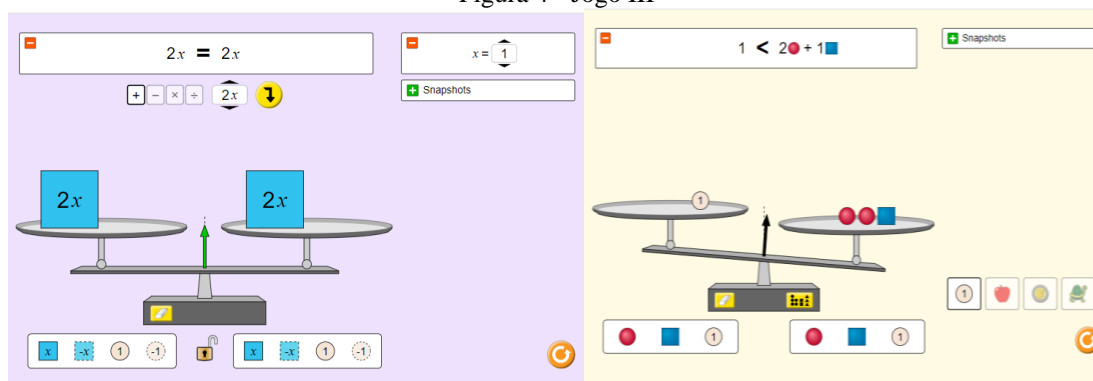 Figura 4 - Jogo III
2x = 2x
+ − × ÷ 2x
x = 1
Snapshots
2x 2x
x -x 1 -1
x -x 1 -1
1 < 2 + 1
Snapshots
1
1
1
1